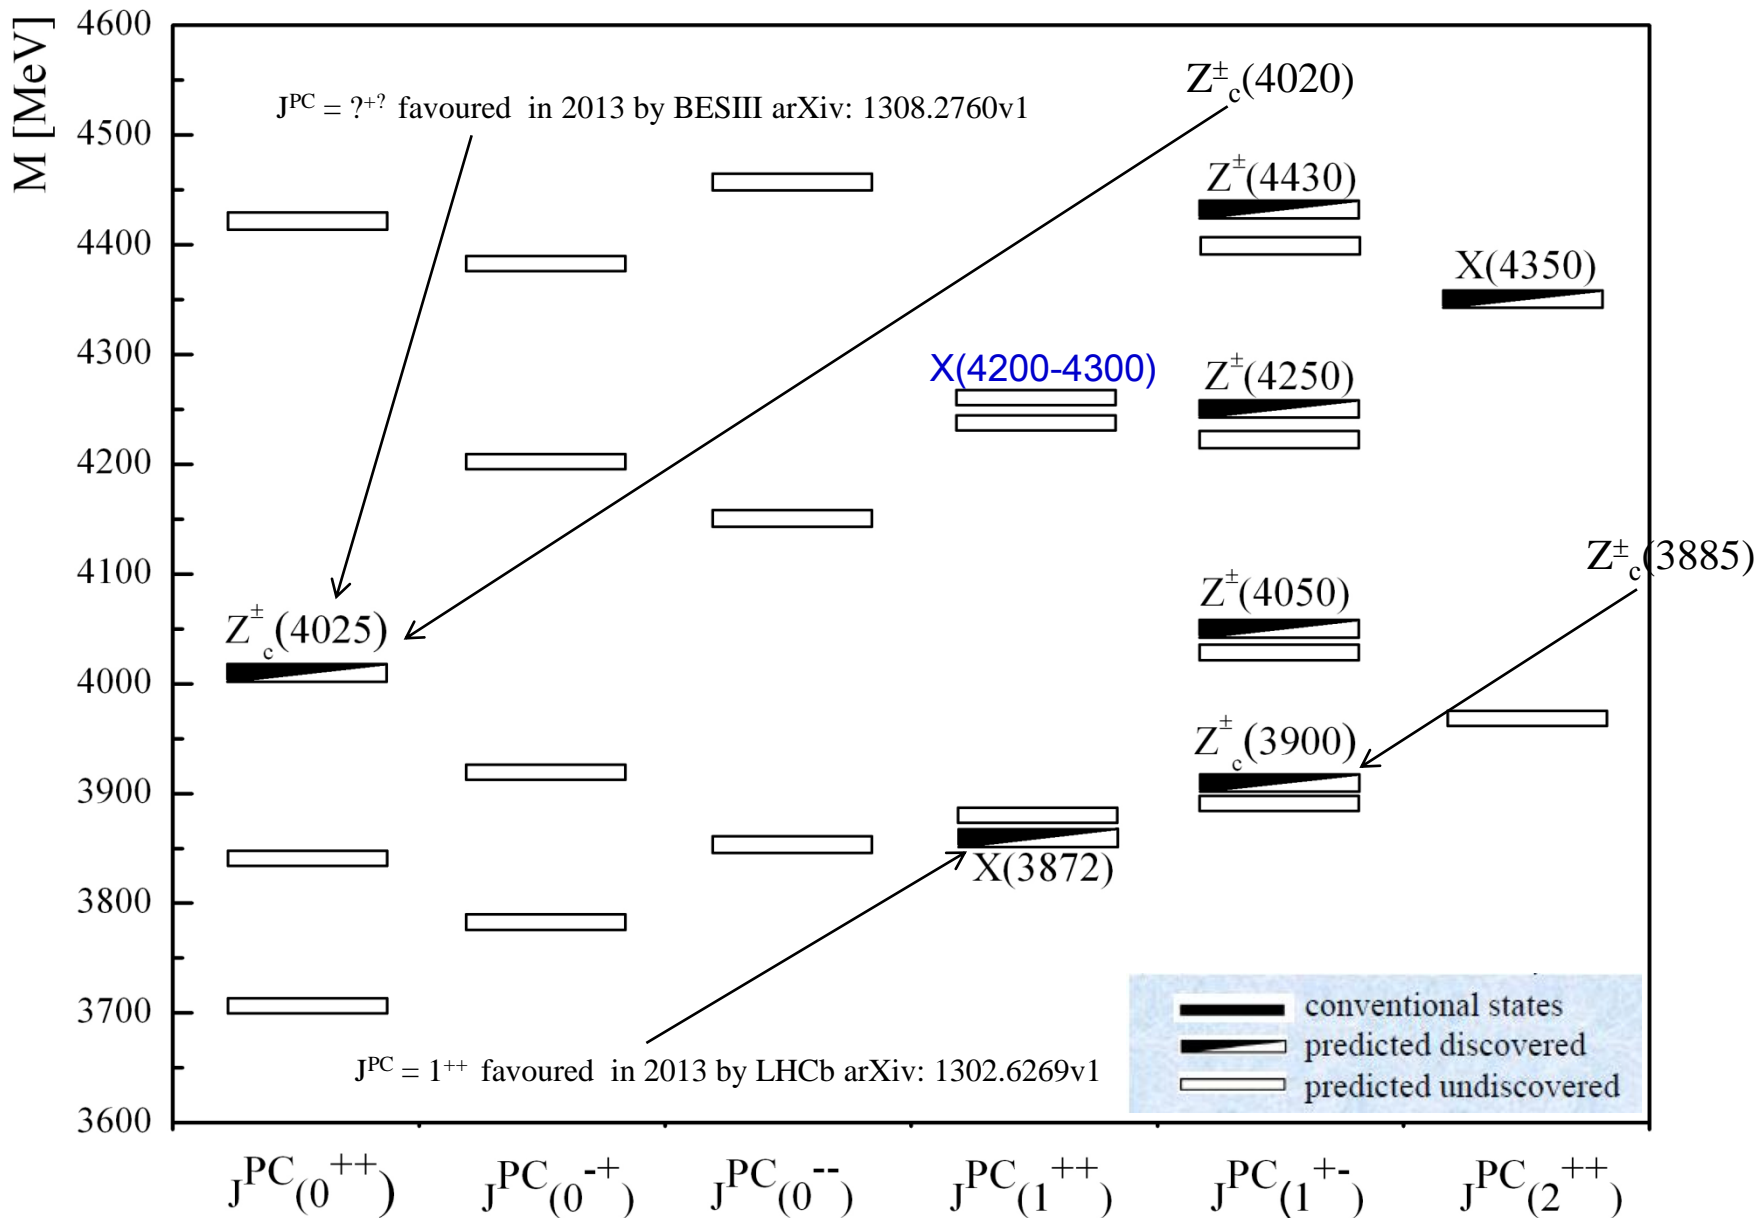 M [MeV]
4600
4500
4400
4300
4200
4100
4000
3900
3800
3700
3600
J^PC = ?^+? favoured in 2013 by BESIII arXiv: 1308.2760v1
Z^±_c(4020)
Z^±(4430)
X(4350)
X(4200-4300)
Z^±(4250)
Z^±_c(3885)
Z^±(4050)
Z^±_c(4025)
Z^±_c(3900)
X(3872)
J^PC = 1^++ favoured in 2013 by LHCb arXiv: 1302.6269v1
conventional states
predicted discovered
predicted undiscovered
J^PC(0^++)
J^PC(0^-+)
J^PC(0^--)
J^PC(1^++)
J^PC(1^+-)
J^PC(2^++)